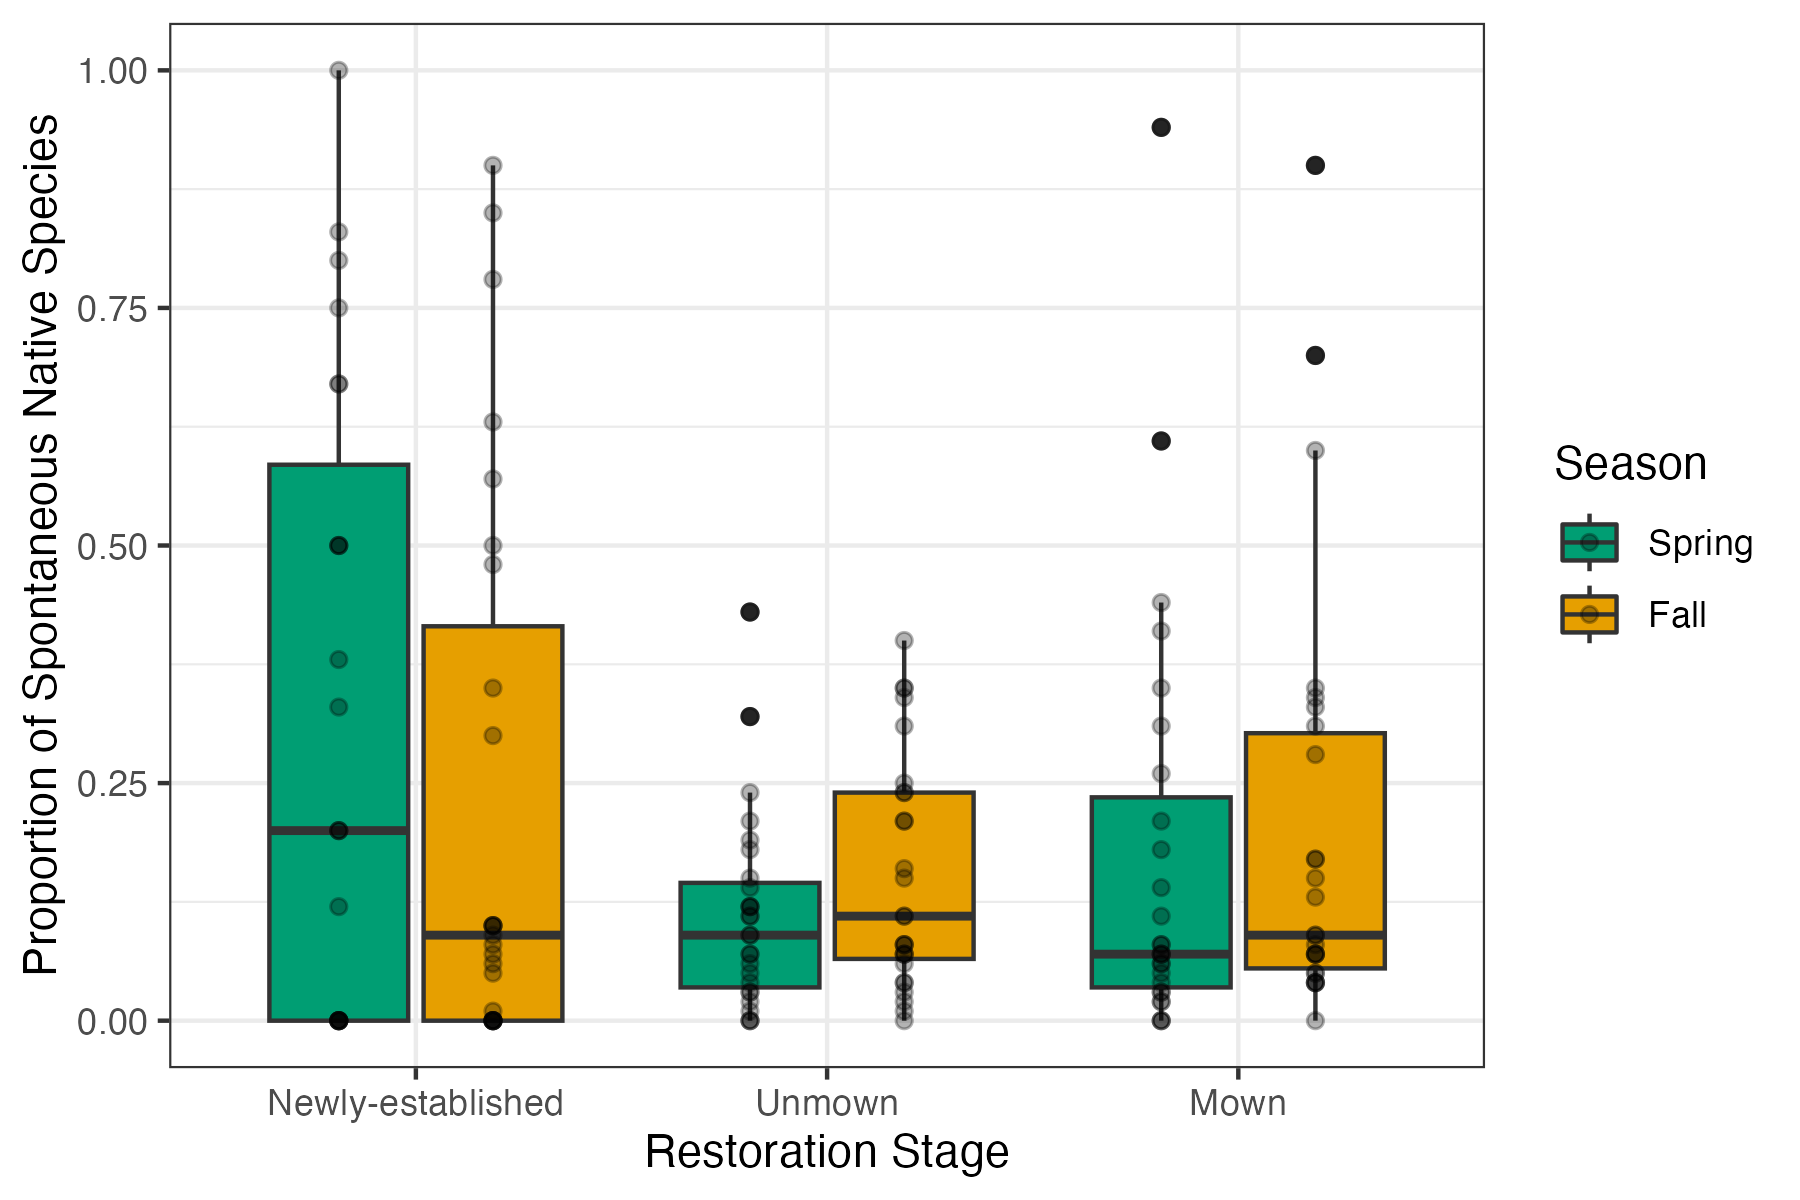 Proportion of Spontaneous Native Species
1.00
0.75
0.50
0.25
0.00
Newly-established
Unmown
Mown
Restoration Stage
Season
Spring
Fall